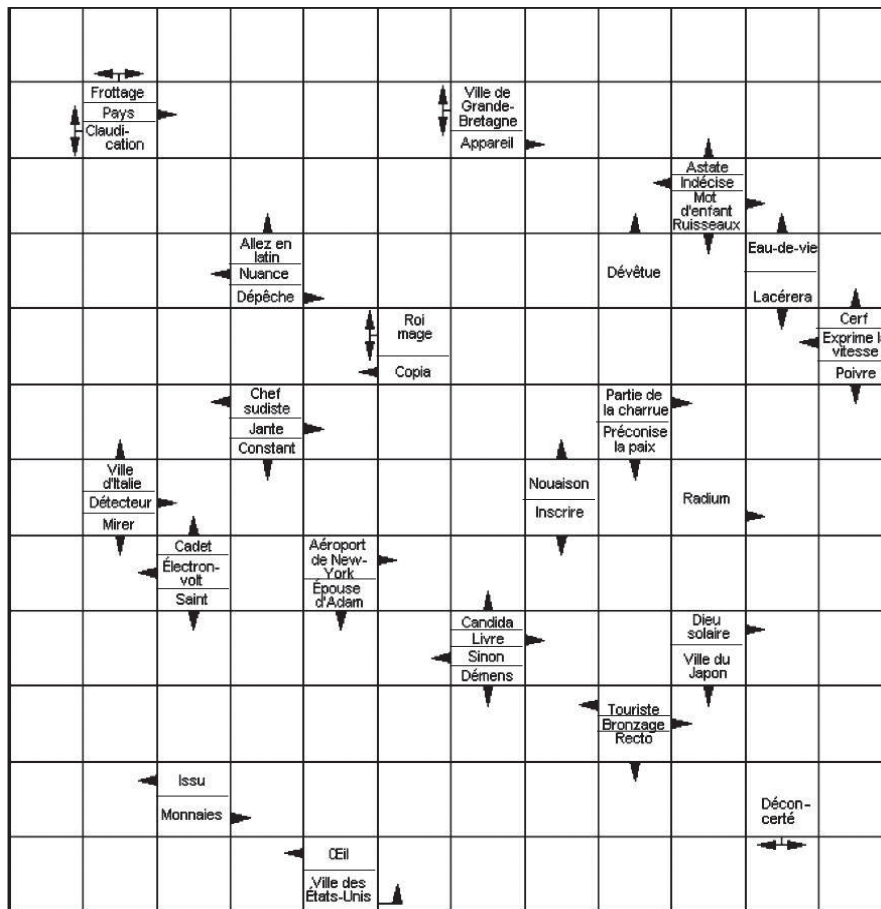 Frottage
Pays
Claudi-
cation
Ville de
Grande-
Bretagne
Appareil
Astate
Indécise
Mot
d'enfant
Ruisseaux
Allez en
latin
Nuance
Dépêche
Dévêtue
Eau-de-vie
Lacérera
Roi
mage
Copia
Cerf
Exprime la
vitesse
Poivre
Chef
sudiste
Jante
Constant
Partie de
la charrue
Préconise
la paix
Ville
d'Italie
Détecteur
Mirer
Nouaison
Inscrire
Radium
Cadet
Électron-
volt
Saint
Aéroport
de New-
York
Épouse
d'Adam
Candida
Livre
Sinon
Démens
Dieu
solaire
Ville du
Japon
Touriste
Bronzage
Recto
Issu
Monnaies
Décon-
certé
Œil
Ville des
États-Unis